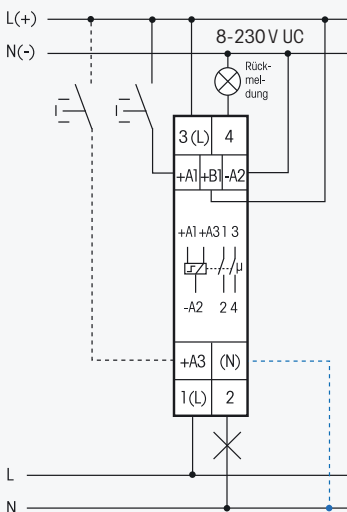 L(+)
8-230 V UC
N(-)
Rück-
mel-
dung
3 (L) 4
+A1 +B1 -A2
+A1 +A3 1 3
µ
-A2 2 4
+A3 (N)
1 (L) 2
L
N